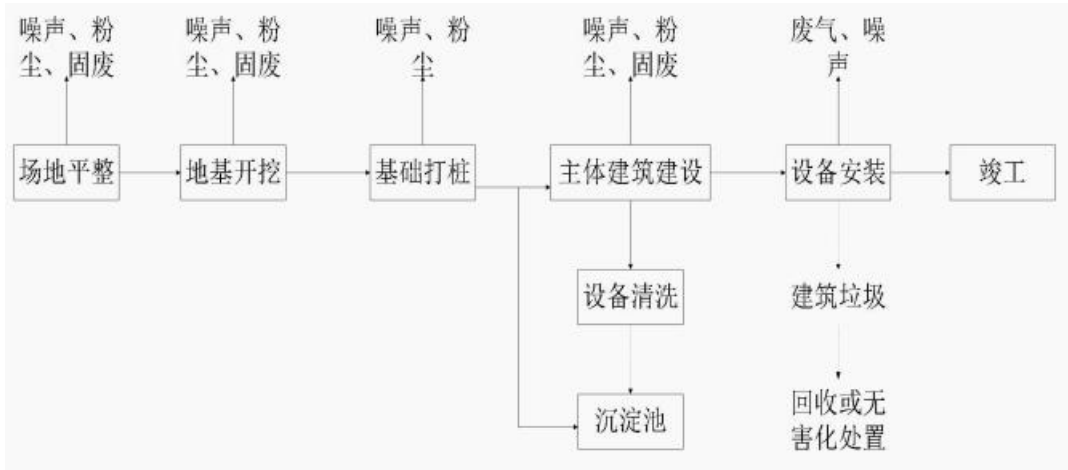 噪声、粉
尘、固废
噪声、粉
尘、固废
噪声、粉
尘
噪声、粉
尘、固废
废气、噪
声
场地平整
地基开挖
基础打桩
主体建筑建设
设备安装
竣工
设备清洗
建筑垃圾
沉淀池
回收或无
害化处置